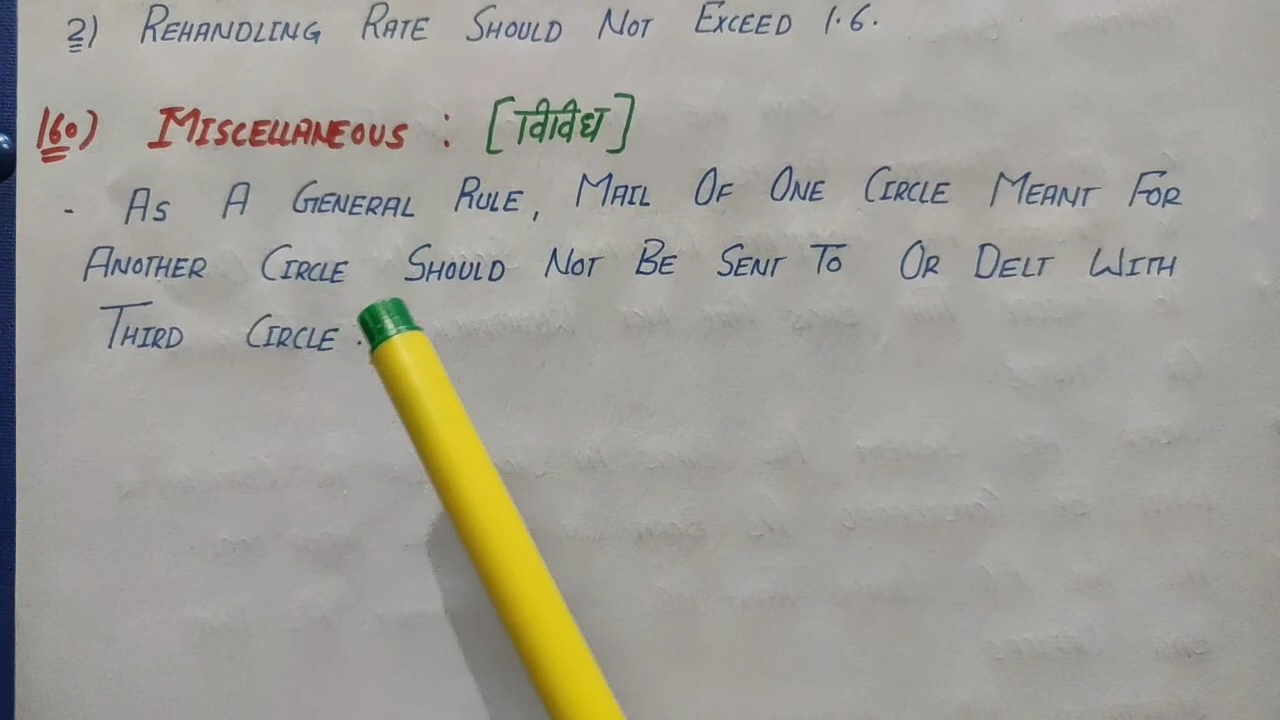 2) REHANDLING RATE SHOULD NOT EXCEED 1.6.
160) MISCELLANEOUS : [विविध]
- AS A GENERAL RULE, MAIL OF ONE CIRCLE MEANT FOR
ANOTHER CIRCLE SHOULD NOT BE SENT TO OR DELT WITH
THIRD CIRCLE.